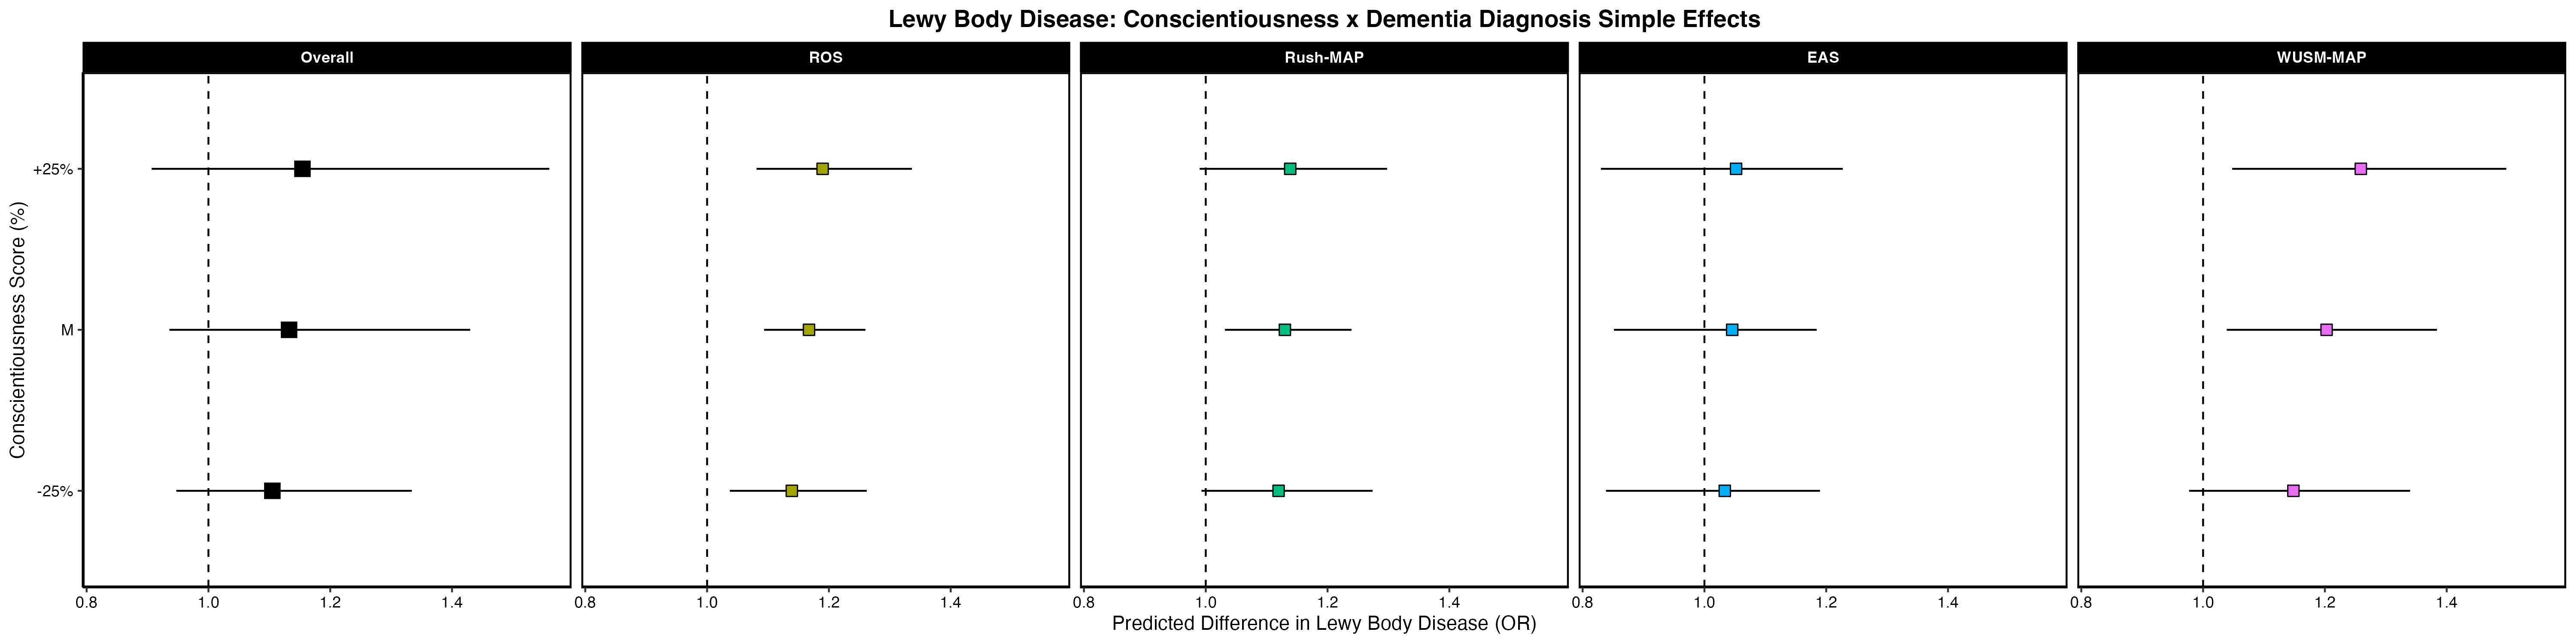 Lewy Body Disease: Conscientiousness x Dementia Diagnosis Simple Effects
Overall
ROS
Rush-MAP
EAS
WUSM-MAP
Conscientiousness Score (%)
+25%
M
-25%
0.8 1.0 1.2 1.4
0.8 1.0 1.2 1.4
0.8 1.0 1.2 1.4
0.8 1.0 1.2 1.4
0.8 1.0 1.2 1.4
Predicted Difference in Lewy Body Disease (OR)